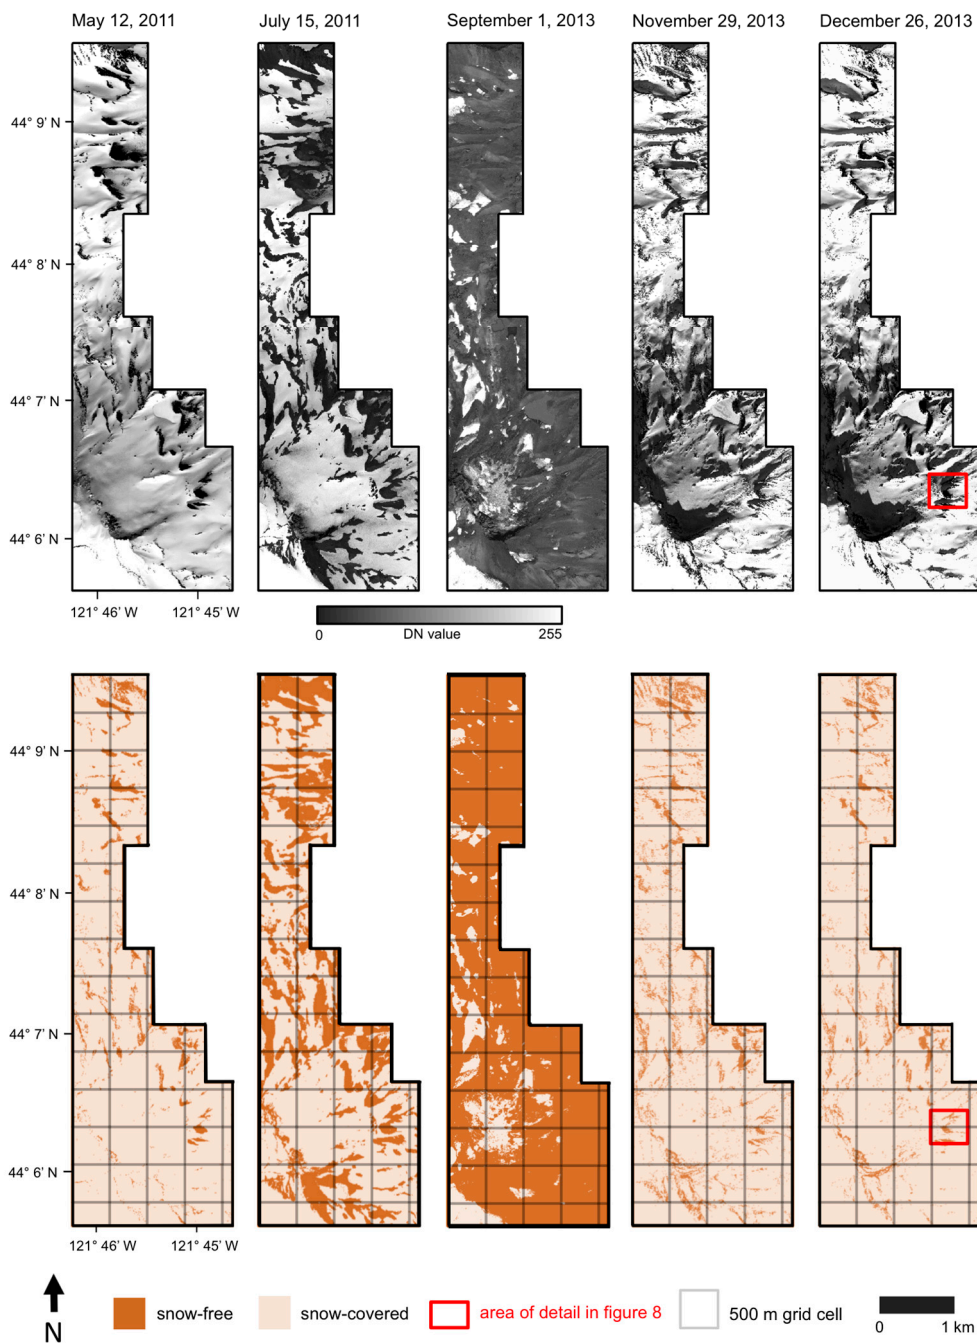 May 12, 2011
July 15, 2011
September 1, 2013
November 29, 2013
December 26, 2013
44° 9' N
44° 8' N
44° 7' N
44° 6' N
121° 46' W
121° 45' W
0
DN value
255
44° 9' N
44° 8' N
44° 7' N
44° 6' N
121° 46' W
121° 45' W
N
snow-free
snow-covered
area of detail in figure 8
500 m grid cell
0
1 km